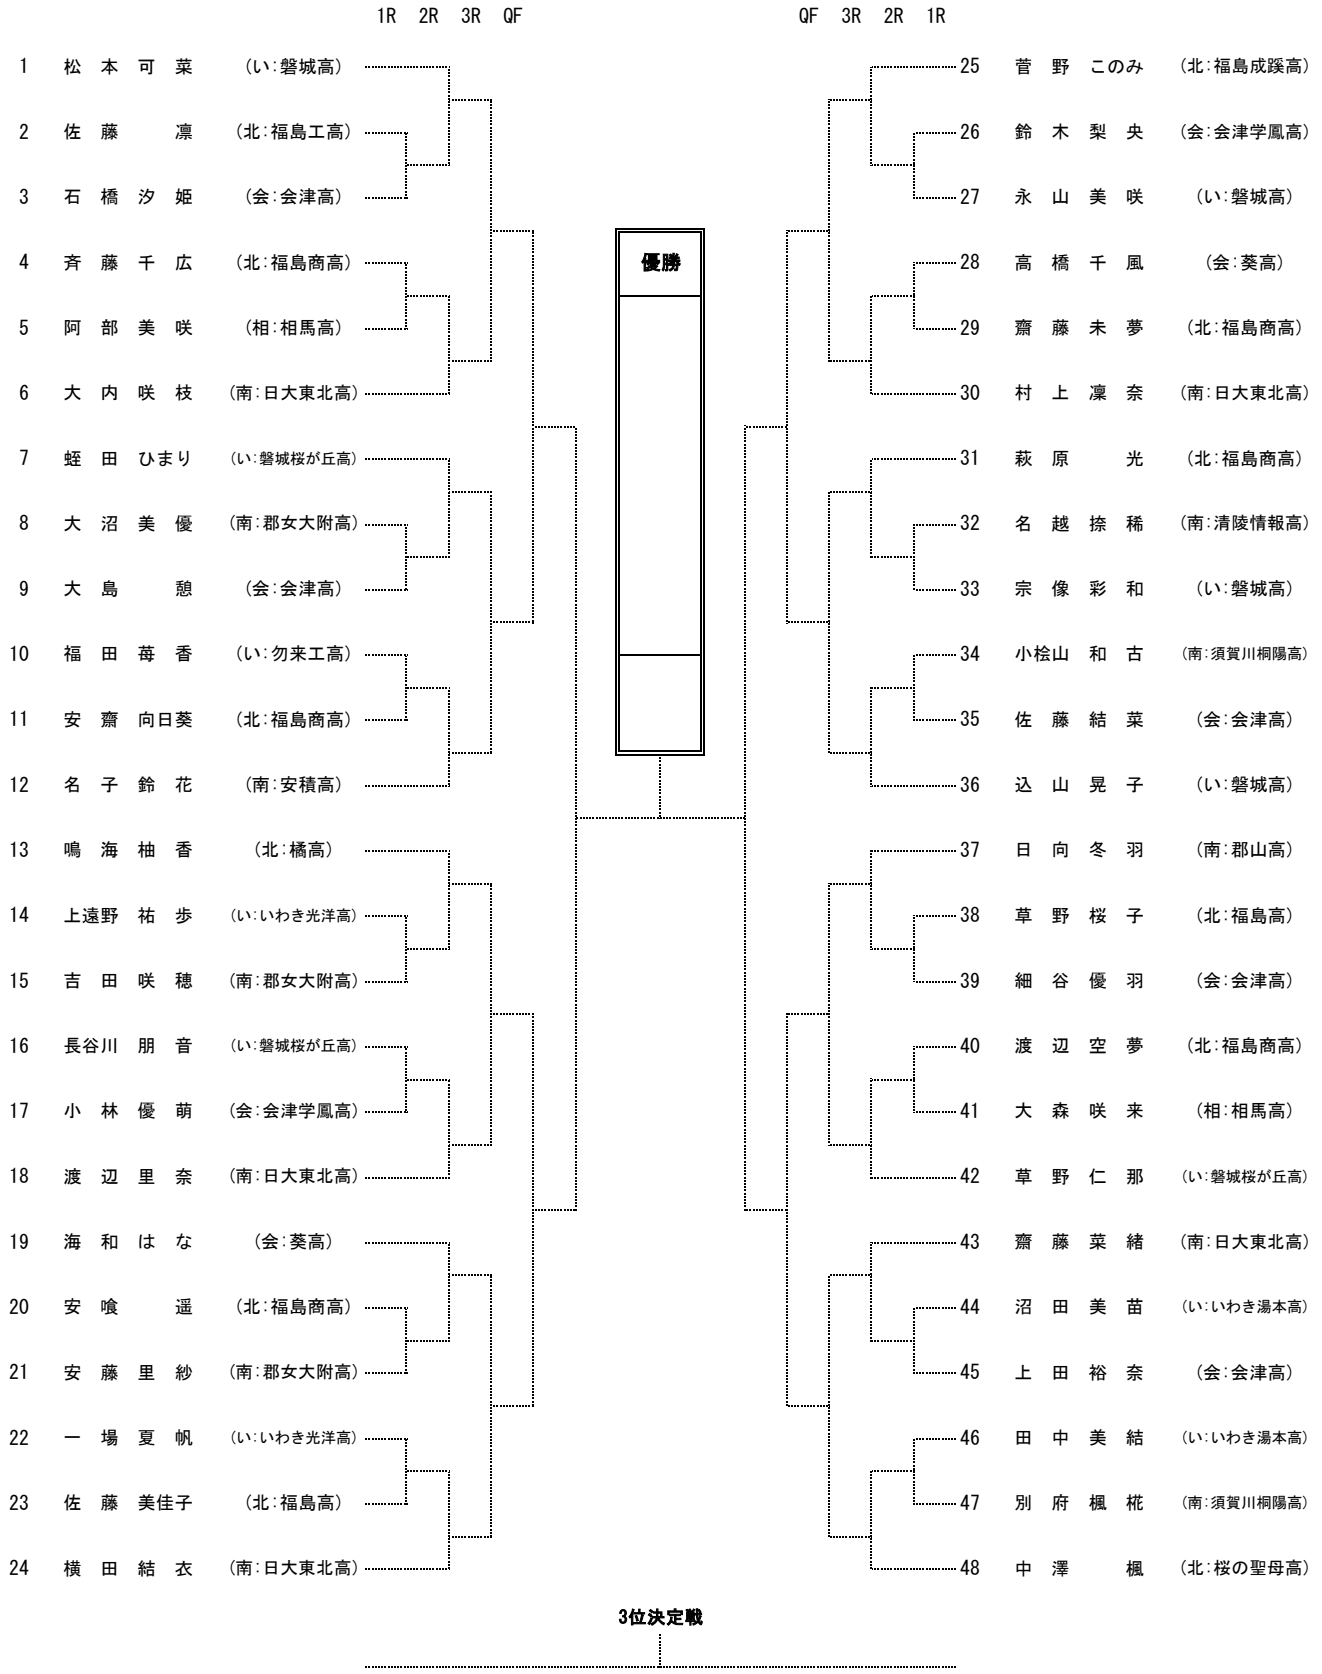 1R 2R 3R QF QF 3R 2R 1R
1 松本可菜 (い:磐城高) 25 菅野このみ (北:福島成蹊高)
2 佐藤凛 (北:福島工高) 26 鈴木梨央 (会:会津学鳳高)
3 石橋汐姫 (会:会津高) 27 永山美咲 (い:磐城高)
優勝
4 斉藤千広 (北:福島商高) 28 高橋千風 (会:葵高)
5 阿部美咲 (相:相馬高) 29 齋藤未夢 (北:福島商高)
6 大内咲枝 (南:日大東北高) 30 村上凜奈 (南:日大東北高)
7 蛭田ひまり (い:磐城桜が丘高) 31 萩原光 (北:福島商高)
8 大沼美優 (南:郡女大附高) 32 名越捺稀 (南:清陵情報高)
9 大島憩 (会:会津高) 33 宗像彩和 (い:磐城高)
10 福田苺香 (い:勿来工高) 34 小桧山和古 (南:須賀川桐陽高)
11 安齋向日葵 (北:福島商高) 35 佐藤結菜 (会:会津高)
12 名子鈴花 (南:安積高) 36 込山晃子 (い:磐城高)
13 鳴海柚香 (北:橘高) 37 日向冬羽 (南:郡山高)
14 上遠野祐歩 (い:いわき光洋高) 38 草野桜子 (北:福島高)
15 吉田咲穂 (南:郡女大附高) 39 細谷優羽 (会:会津高)
16 長谷川朋音 (い:磐城桜が丘高) 40 渡辺空夢 (北:福島商高)
17 小林優萌 (会:会津学鳳高) 41 大森咲来 (相:相馬高)
18 渡辺里奈 (南:日大東北高) 42 草野仁那 (い:磐城桜が丘高)
19 海和はな (会:葵高) 43 齋藤菜緒 (南:日大東北高)
20 安喰遥 (北:福島商高) 44 沼田美苗 (い:いわき湯本高)
21 安藤里紗 (南:郡女大附高) 45 上田裕奈 (会:会津高)
22 一場夏帆 (い:いわき光洋高) 46 田中美結 (い:いわき湯本高)
23 佐藤美佳子 (北:福島高) 47 別府楓椛 (南:須賀川桐陽高)
24 横田結衣 (南:日大東北高) 48 中澤楓 (北:桜の聖母高)
3位決定戦